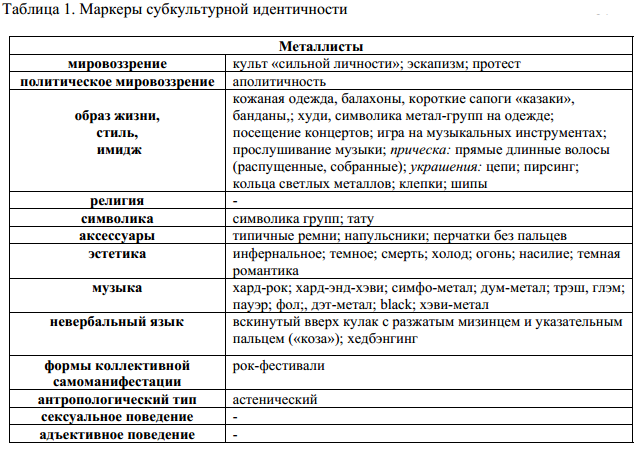 Таблица 1. Маркеры субкультурной идентичности
Металлисты
мировоззрение культ «сильной личности»; эскапизм; протест
политическое мировоззрение аполитичность
образ жизни,
стиль,
имидж
кожаная одежда, балахоны, короткие сапоги «казаки»,
банданы,; худи, символика метал-групп на одежде;
посещение концертов; игра на музыкальных инструментах;
прослушивание музыки; прическа: прямые длинные волосы
(распущенные, собранные); украшения: цепи; пирсинг;
кольца светлых металлов; клепки; шипы
религия -
символика символика групп; тату
аксессуары типичные ремни; напульсники; перчатки без пальцев
эстетика инфернальное; темное; смерть; холод; огонь; насилие; темная
романтика
музыка хард-рок; хард-энд-хэви; симфо-метал; дум-метал; трэш, глэм;
пауэр; фол;, дэт-метал; black; хэви-метал
невербальный язык вскинутый вверх кулак с разжатым мизинцем и указательным
пальцем («коза»); хедбэнгинг
формы коллективной
самоманифестации
рок-фестивали
антропологический тип астенический
сексуальное поведение -
адъективное поведение -